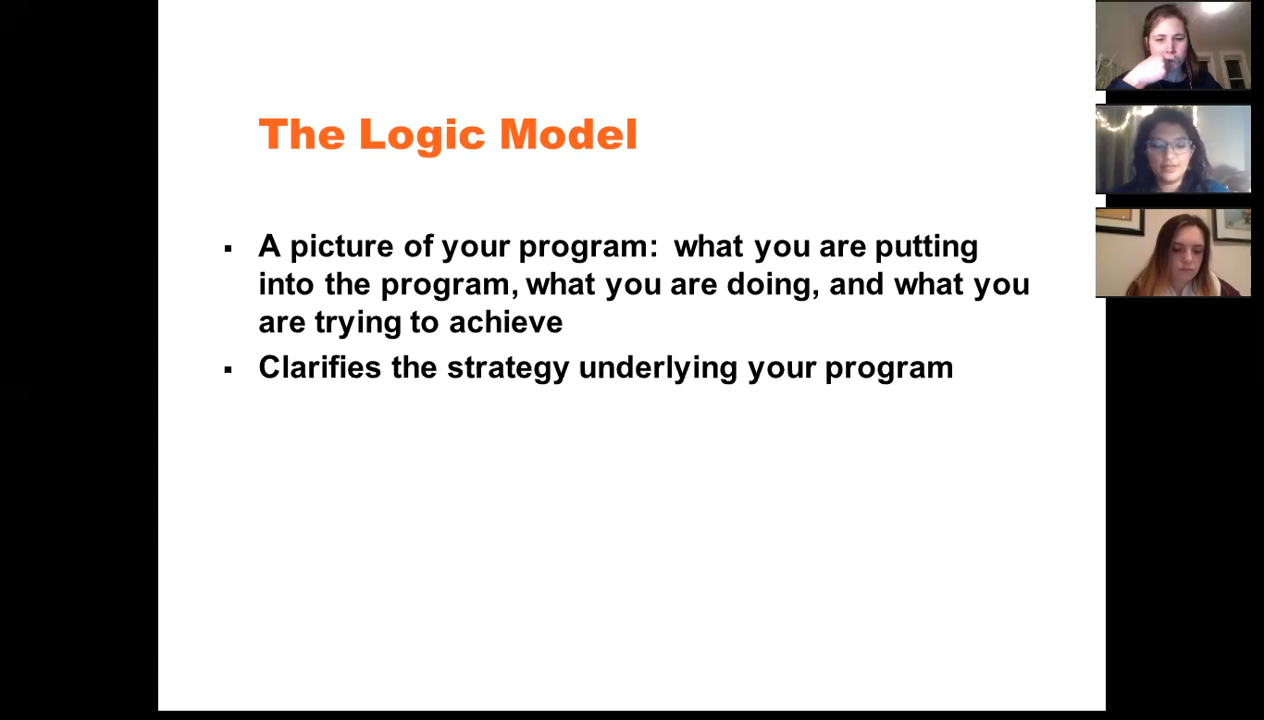 The Logic Model
▪ A picture of your program: what you are putting
into the program, what you are doing, and what you
are trying to achieve
▪ Clarifies the strategy underlying your program